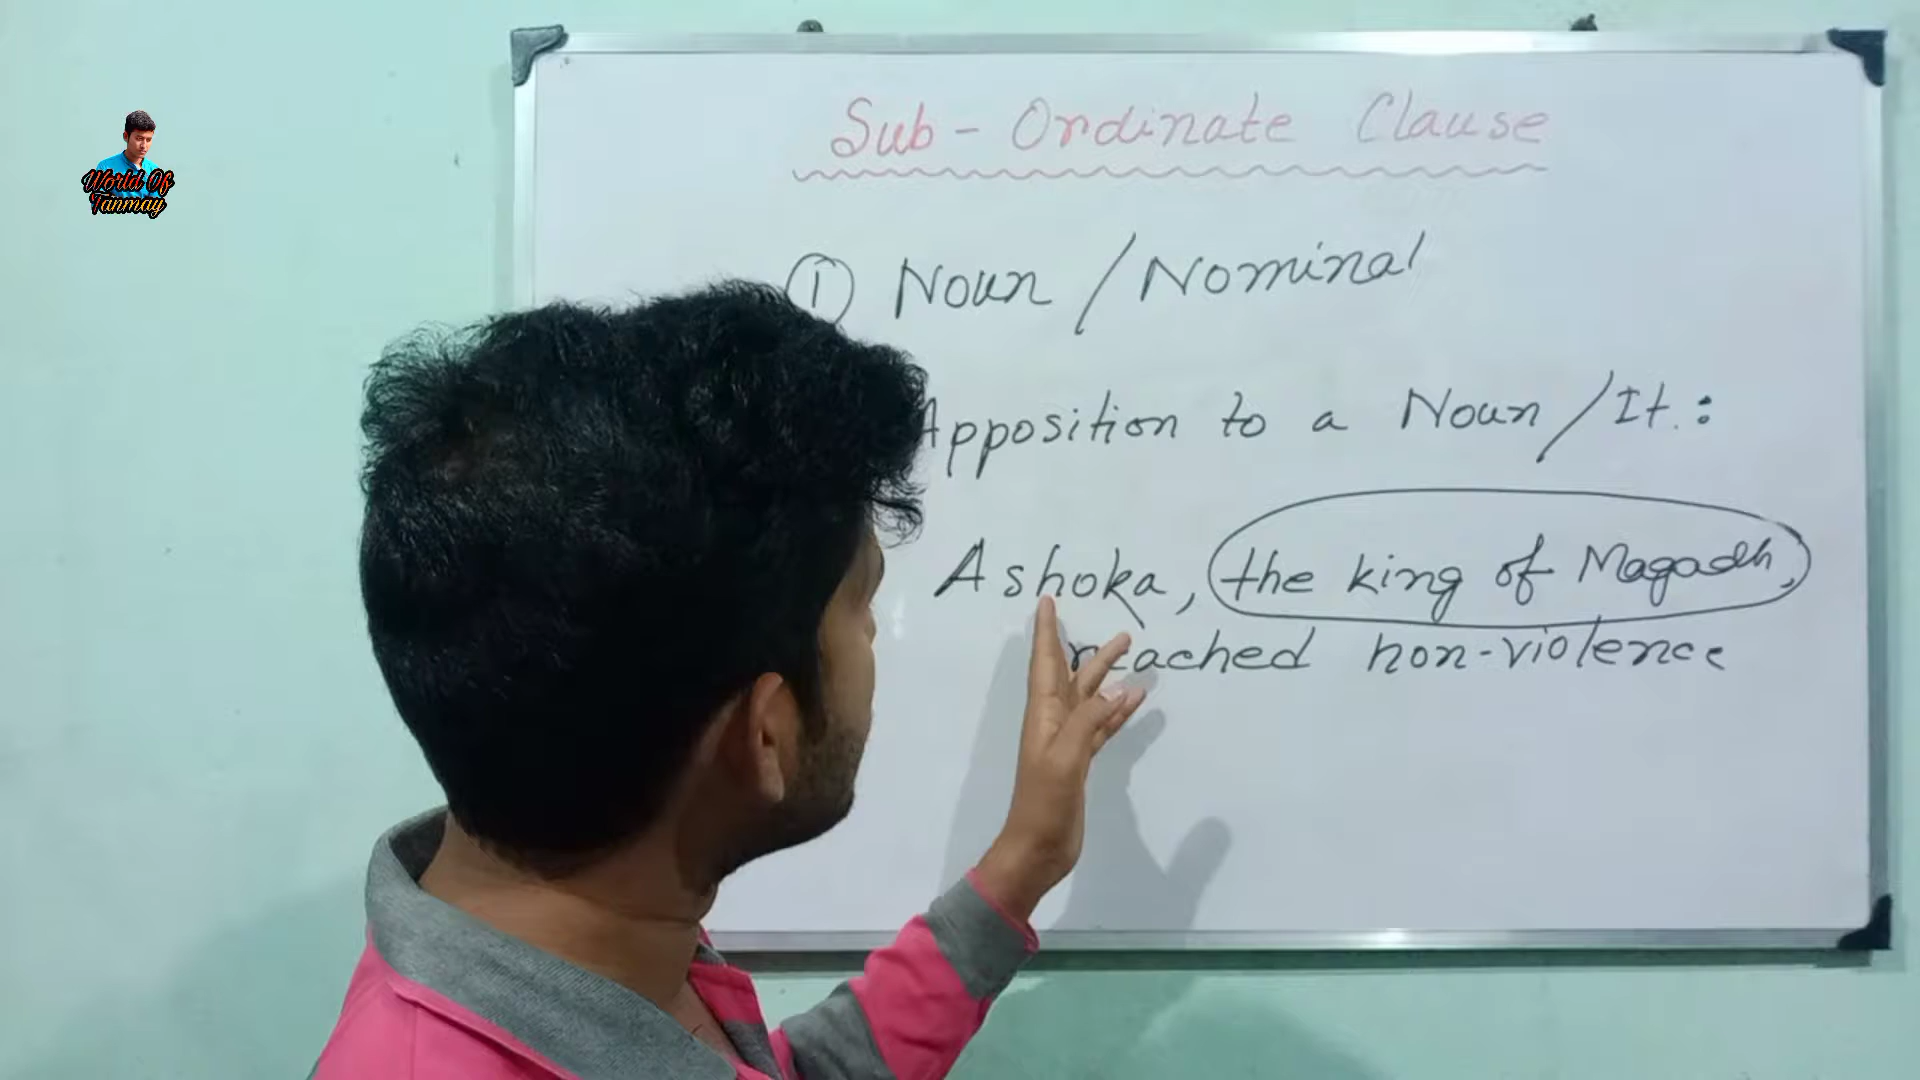 World Of
Tanmay
Sub-Ordinate Clause
① Noun / Nominal
Apposition to a Noun / It. :
Ashoka, the king of Magadh,
reached non-violence